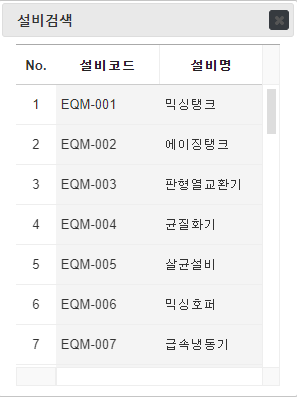 설비검색
No. 설비코드 설비명
1 EQM-001 믹싱탱크
2 EQM-002 에이징탱크
3 EQM-003 판형열교환기
4 EQM-004 균질화기
5 EQM-005 살균설비
6 EQM-006 믹싱호퍼
7 EQM-007 급속냉동기